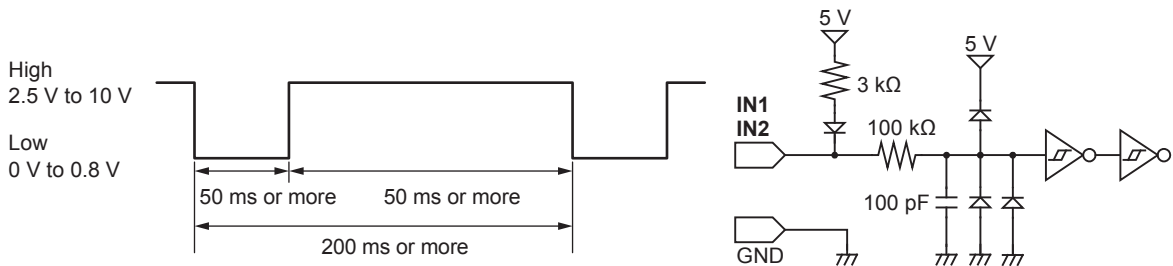 High
2.5 V to 10 V
Low
0 V to 0.8 V
50 ms or more
50 ms or more
200 ms or more
5 V
3 kΩ
5 V
IN1
IN2
100 kΩ
100 pF
GND